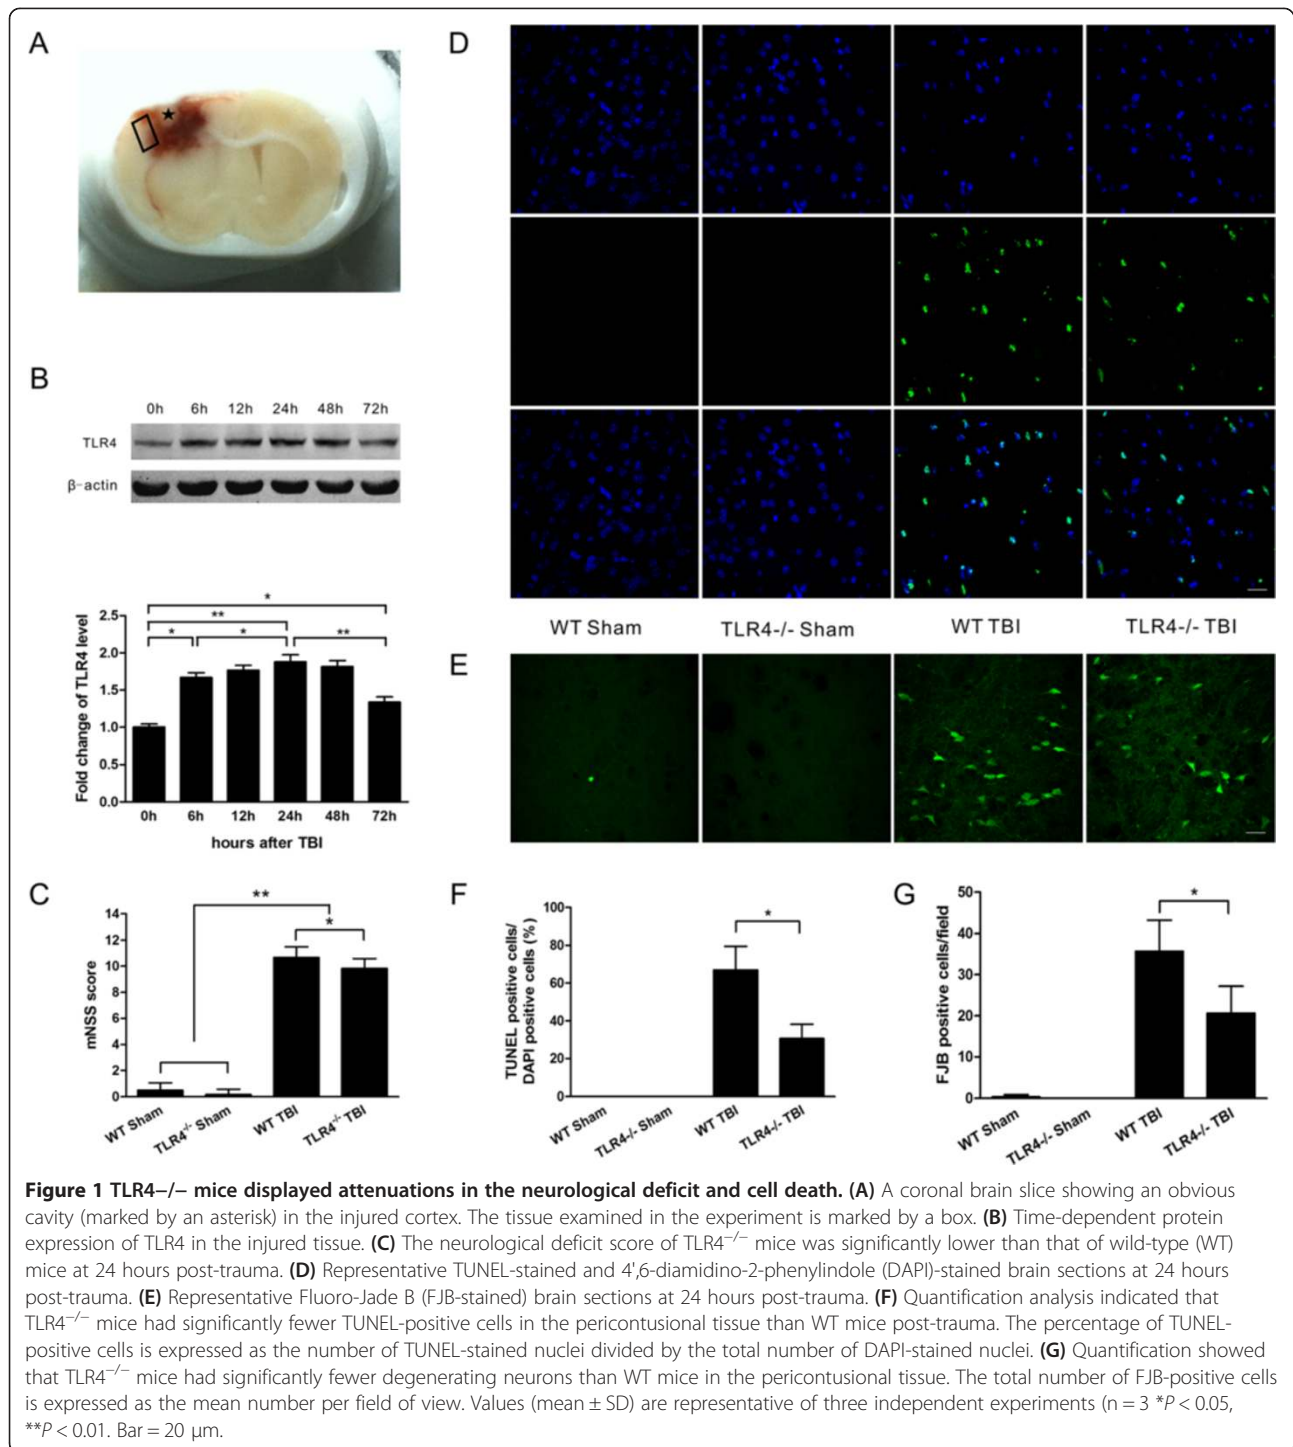 A
B
0h 6h 12h 24h 48h 72h
TLR4
β-actin
* 
** 
* * **
Fold change of TLR4 level
2.5
2.0
1.5
1.0
0.5
0.0
0h 6h 12h 24h 48h 72h
hours after TBI
C
**
*
mNSS score
14
12
10
8
6
4
2
0
WT Sham TLR4-/- Sham WT TBI TLR4-/- TBI
D
WT Sham TLR4-/- Sham WT TBI TLR4-/- TBI
E
F
*
TUNEL positive cells/
DAPI positive cells (%)
100
80
60
40
20
0
WT Sham TLR4-/- Sham WT TBI TLR4-/- TBI
G
*
FJB positive cells/field
50
40
30
20
10
0
WT Sham TLR4-/- Sham WT TBI TLR4-/- TBI
Figure 1 TLR4−/− mice displayed attenuations in the neurological deficit and cell death. (A) A coronal brain slice showing an obvious
cavity (marked by an asterisk) in the injured cortex. The tissue examined in the experiment is marked by a box. (B) Time-dependent protein
expression of TLR4 in the injured tissue. (C) The neurological deficit score of TLR4−/− mice was significantly lower than that of wild-type (WT)
mice at 24 hours post-trauma. (D) Representative TUNEL-stained and 4',6-diamidino-2-phenylindole (DAPI)-stained brain sections at 24 hours
post-trauma. (E) Representative Fluoro-Jade B (FJB-stained) brain sections at 24 hours post-trauma. (F) Quantification analysis indicated that
TLR4−/− mice had significantly fewer TUNEL-positive cells in the pericontusional tissue than WT mice post-trauma. The percentage of TUNEL-
positive cells is expressed as the number of TUNEL-stained nuclei divided by the total number of DAPI-stained nuclei. (G) Quantification showed
that TLR4−/− mice had significantly fewer degenerating neurons than WT mice in the pericontusional tissue. The total number of FJB-positive cells
is expressed as the mean number per field of view. Values (mean ± SD) are representative of three independent experiments (n = 3 *P < 0.05,
**P < 0.01. Bar = 20 μm.